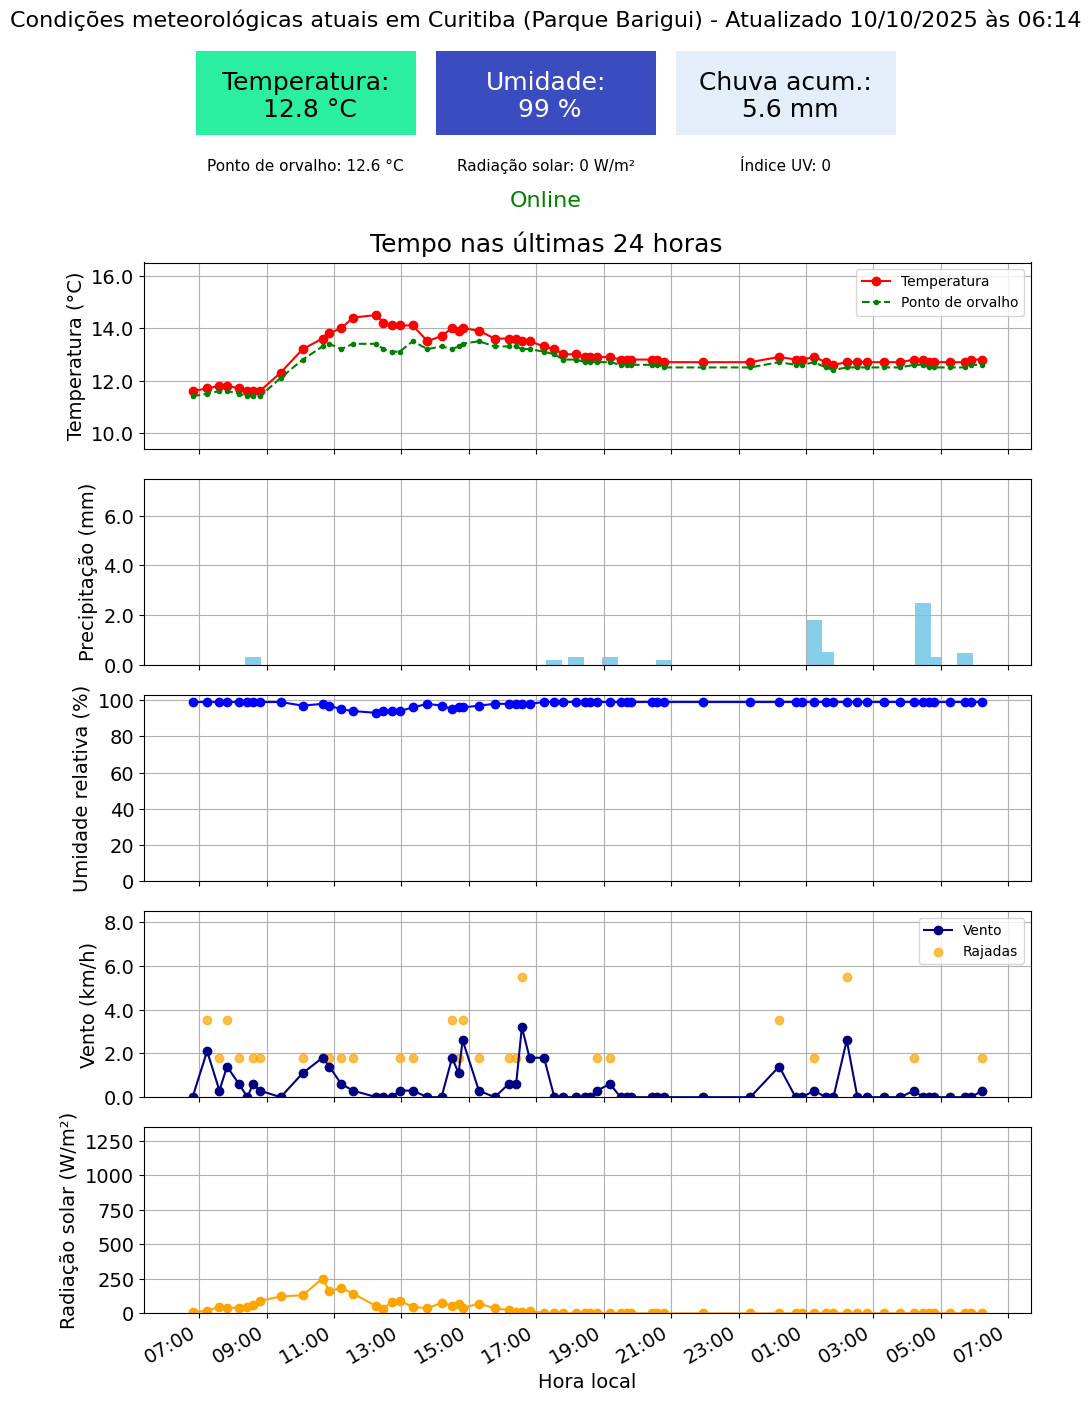 Condições meteorológicas atuais em Curitiba (Parque Barigui) - Atualizado 10/10/2025 às 06:14
Temperatura:
12.8 °C
Umidade:
99 %
Chuva acum.:
5.6 mm
Ponto de orvalho: 12.6 °C
Radiação solar: 0 W/m²
Índice UV: 0
Online
Tempo nas últimas 24 horas
Temperatura (°C)
16.0
14.0
12.0
10.0
Temperatura
Ponto de orvalho
Precipitação (mm)
6.0
4.0
2.0
0.0
Umidade relativa (%)
100
80
60
40
20
0
Vento (km/h)
8.0
6.0
4.0
2.0
0.0
Vento
Rajadas
Radiação solar (W/m²)
1250
1000
750
500
250
0
07:00 09:00 11:00 13:00 15:00 17:00 19:00 21:00 23:00 01:00 03:00 05:00 07:00
Hora local